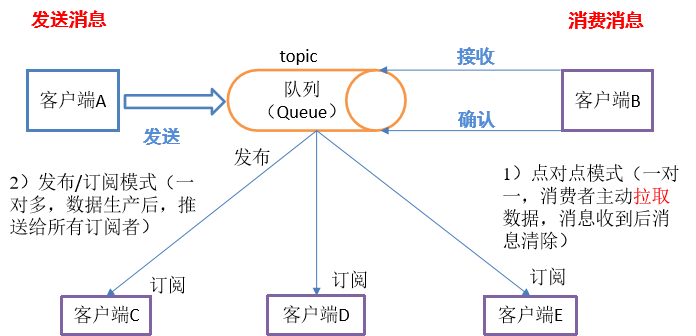 发送消息
消费消息
topic
接收
客户端A
队列
（Queue）
客户端B
发送
确认
发布
2）发布/订阅模式（一
对多，数据生产后，推
送给所有订阅者）
1）点对点模式（一对
一，消费者主动拉取
数据，消息收到后消
息清除）
订阅
订阅
订阅
客户端C
客户端D
客户端E